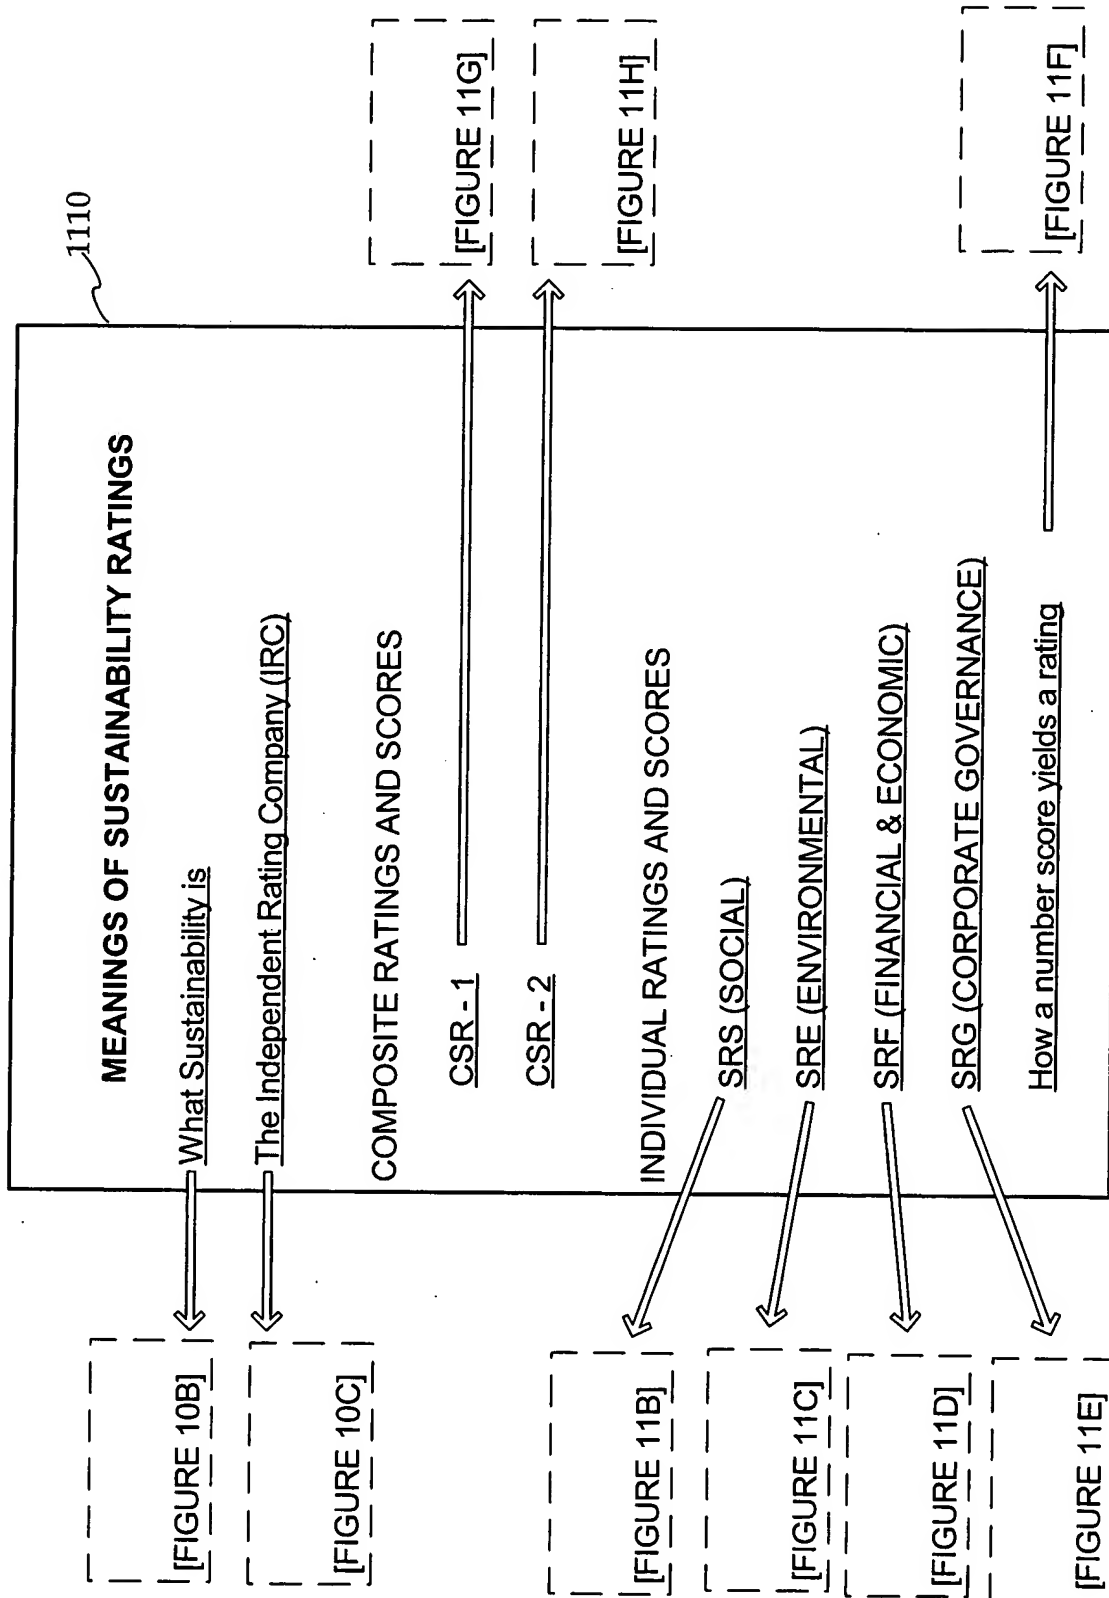 1110
MEANINGS OF SUSTAINABILITY RATINGS
What Sustainability is
[FIGURE 10B]
The Independent Rating Company (IRC)
[FIGURE 10C]
COMPOSITE RATINGS AND SCORES
CSR - 1
[FIGURE 11G]
CSR - 2
[FIGURE 11H]
INDIVIDUAL RATINGS AND SCORES
SRS (SOCIAL)
[FIGURE 11B]
SRE (ENVIRONMENTAL)
[FIGURE 11C]
SRF (FINANCIAL & ECONOMIC)
[FIGURE 11D]
SRG (CORPORATE GOVERNANCE)
[FIGURE 11E]
How a number score yields a rating
[FIGURE 11F]